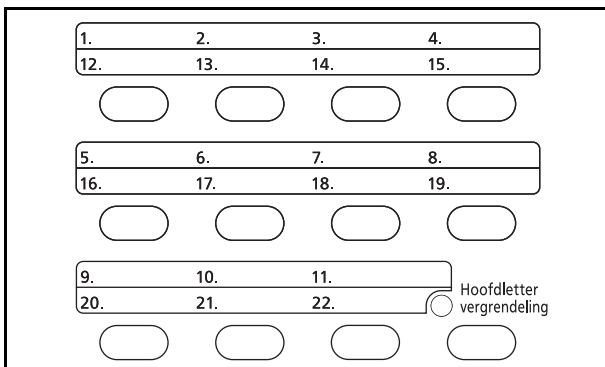 1. 2. 3. 4.
12. 13. 14. 15.
5. 6. 7. 8.
16. 17. 18. 19.
9. 10. 11.
20. 21. 22.
Hoofdletter
vergrendeling